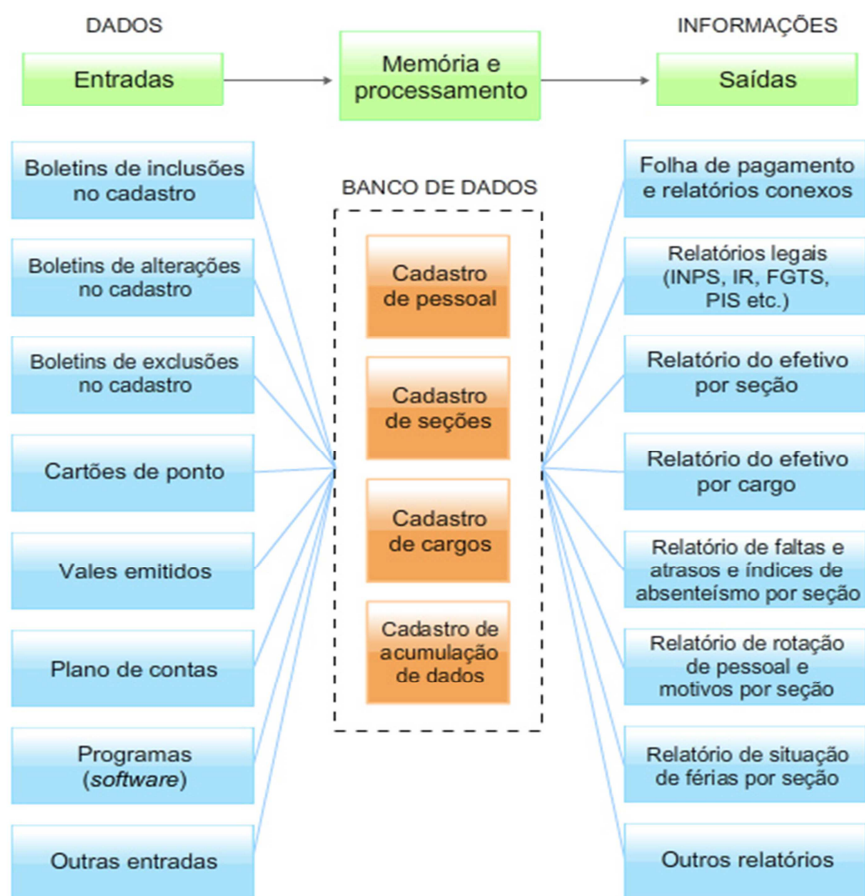 DADOS
Entradas
Memória e
processamento
INFORMAÇÕES
Saídas
Boletins de inclusões
no cadastro
Boletins de alterações
no cadastro
Boletins de exclusões
no cadastro
Cartões de ponto
Vales emitidos
Plano de contas
Programas
(software)
Outras entradas
BANCO DE DADOS
Cadastro
de pessoal
Cadastro
de seções
Cadastro
de cargos
Cadastro de
acumulação
de dados
Folha de pagamento
e relatórios conexos
Relatórios legais
(INPS, IR, FGTS,
PIS etc.)
Relatório do efetivo
por seção
Relatório do efetivo
por cargo
Relatório de faltas e
atrasos e índices de
absenteísmo por seção
Relatório de rotação
de pessoal e
motivos por seção
Relatório de situação
de férias por seção
Outros relatórios